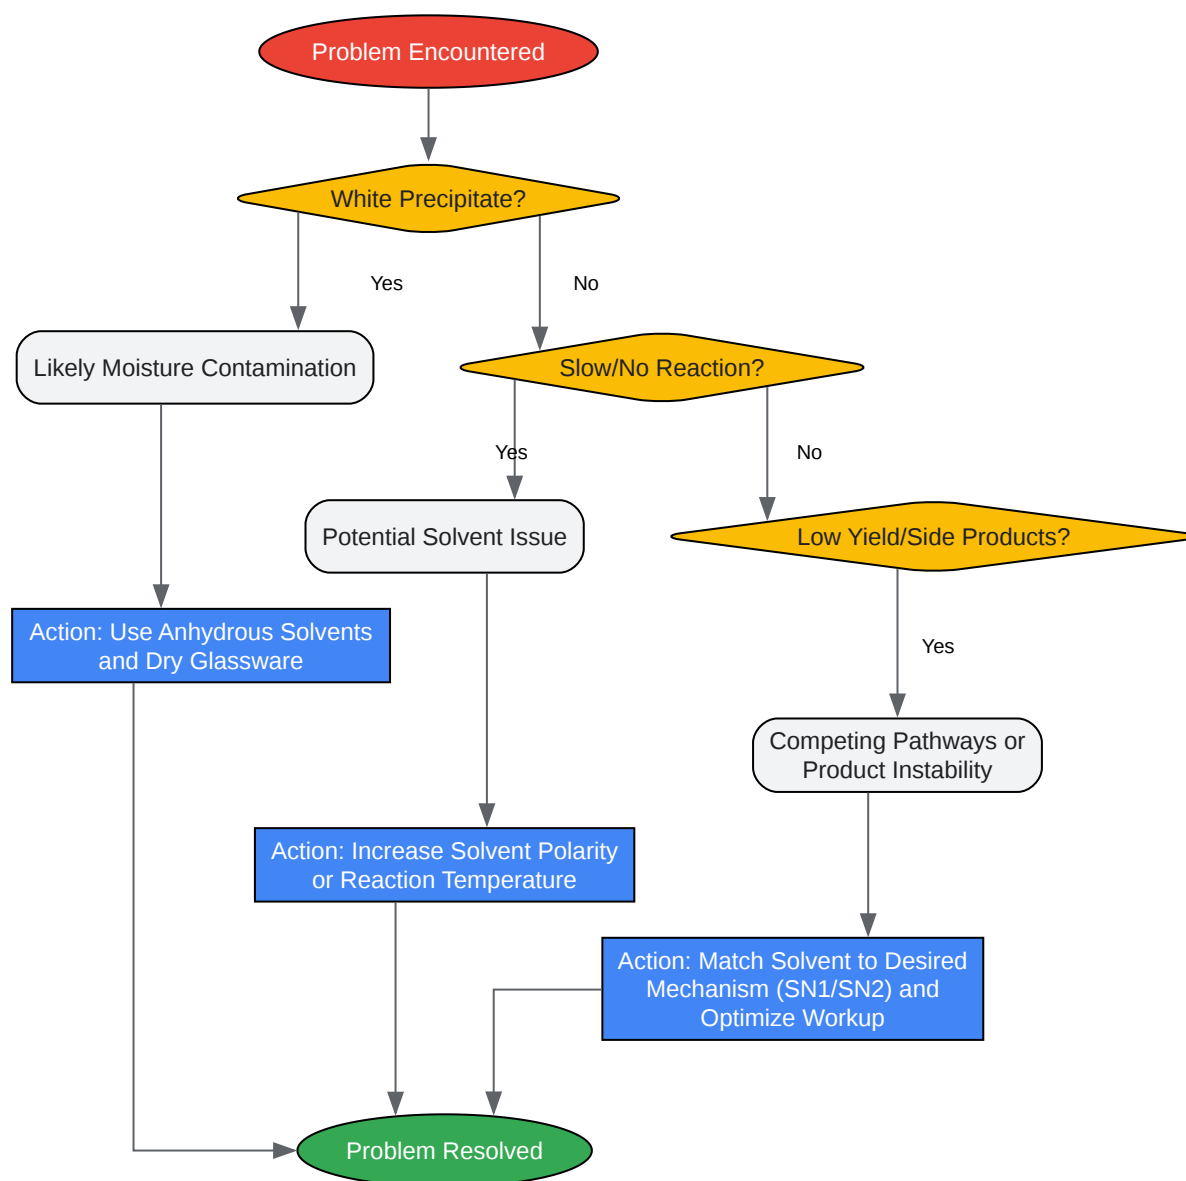 Problem Encountered
White Precipitate?
Yes
No
Likely Moisture Contamination
Slow/No Reaction?
Yes
No
Potential Solvent Issue
Low Yield/Side Products?
Action: Use Anhydrous Solvents
and Dry Glassware
Yes
Competing Pathways or
Product Instability
Action: Increase Solvent Polarity
or Reaction Temperature
Action: Match Solvent to Desired
Mechanism (SN1/SN2) and
Optimize Workup
Problem Resolved